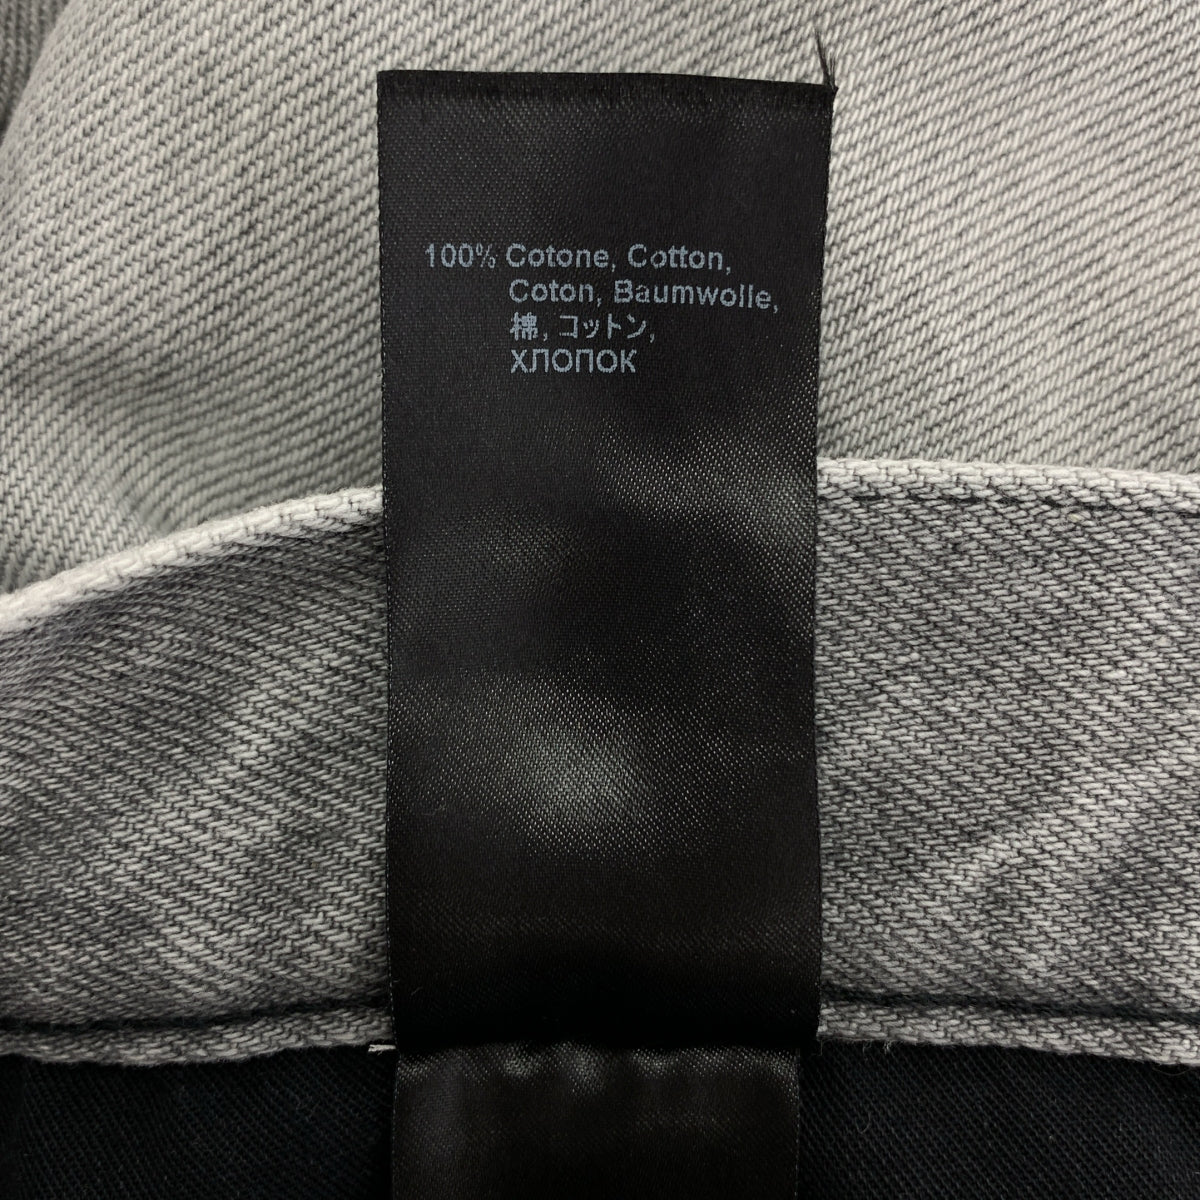 100% Cotone, Cotton,
Coton, Baumwolle,
棉, コットン,
ХЛОПОК